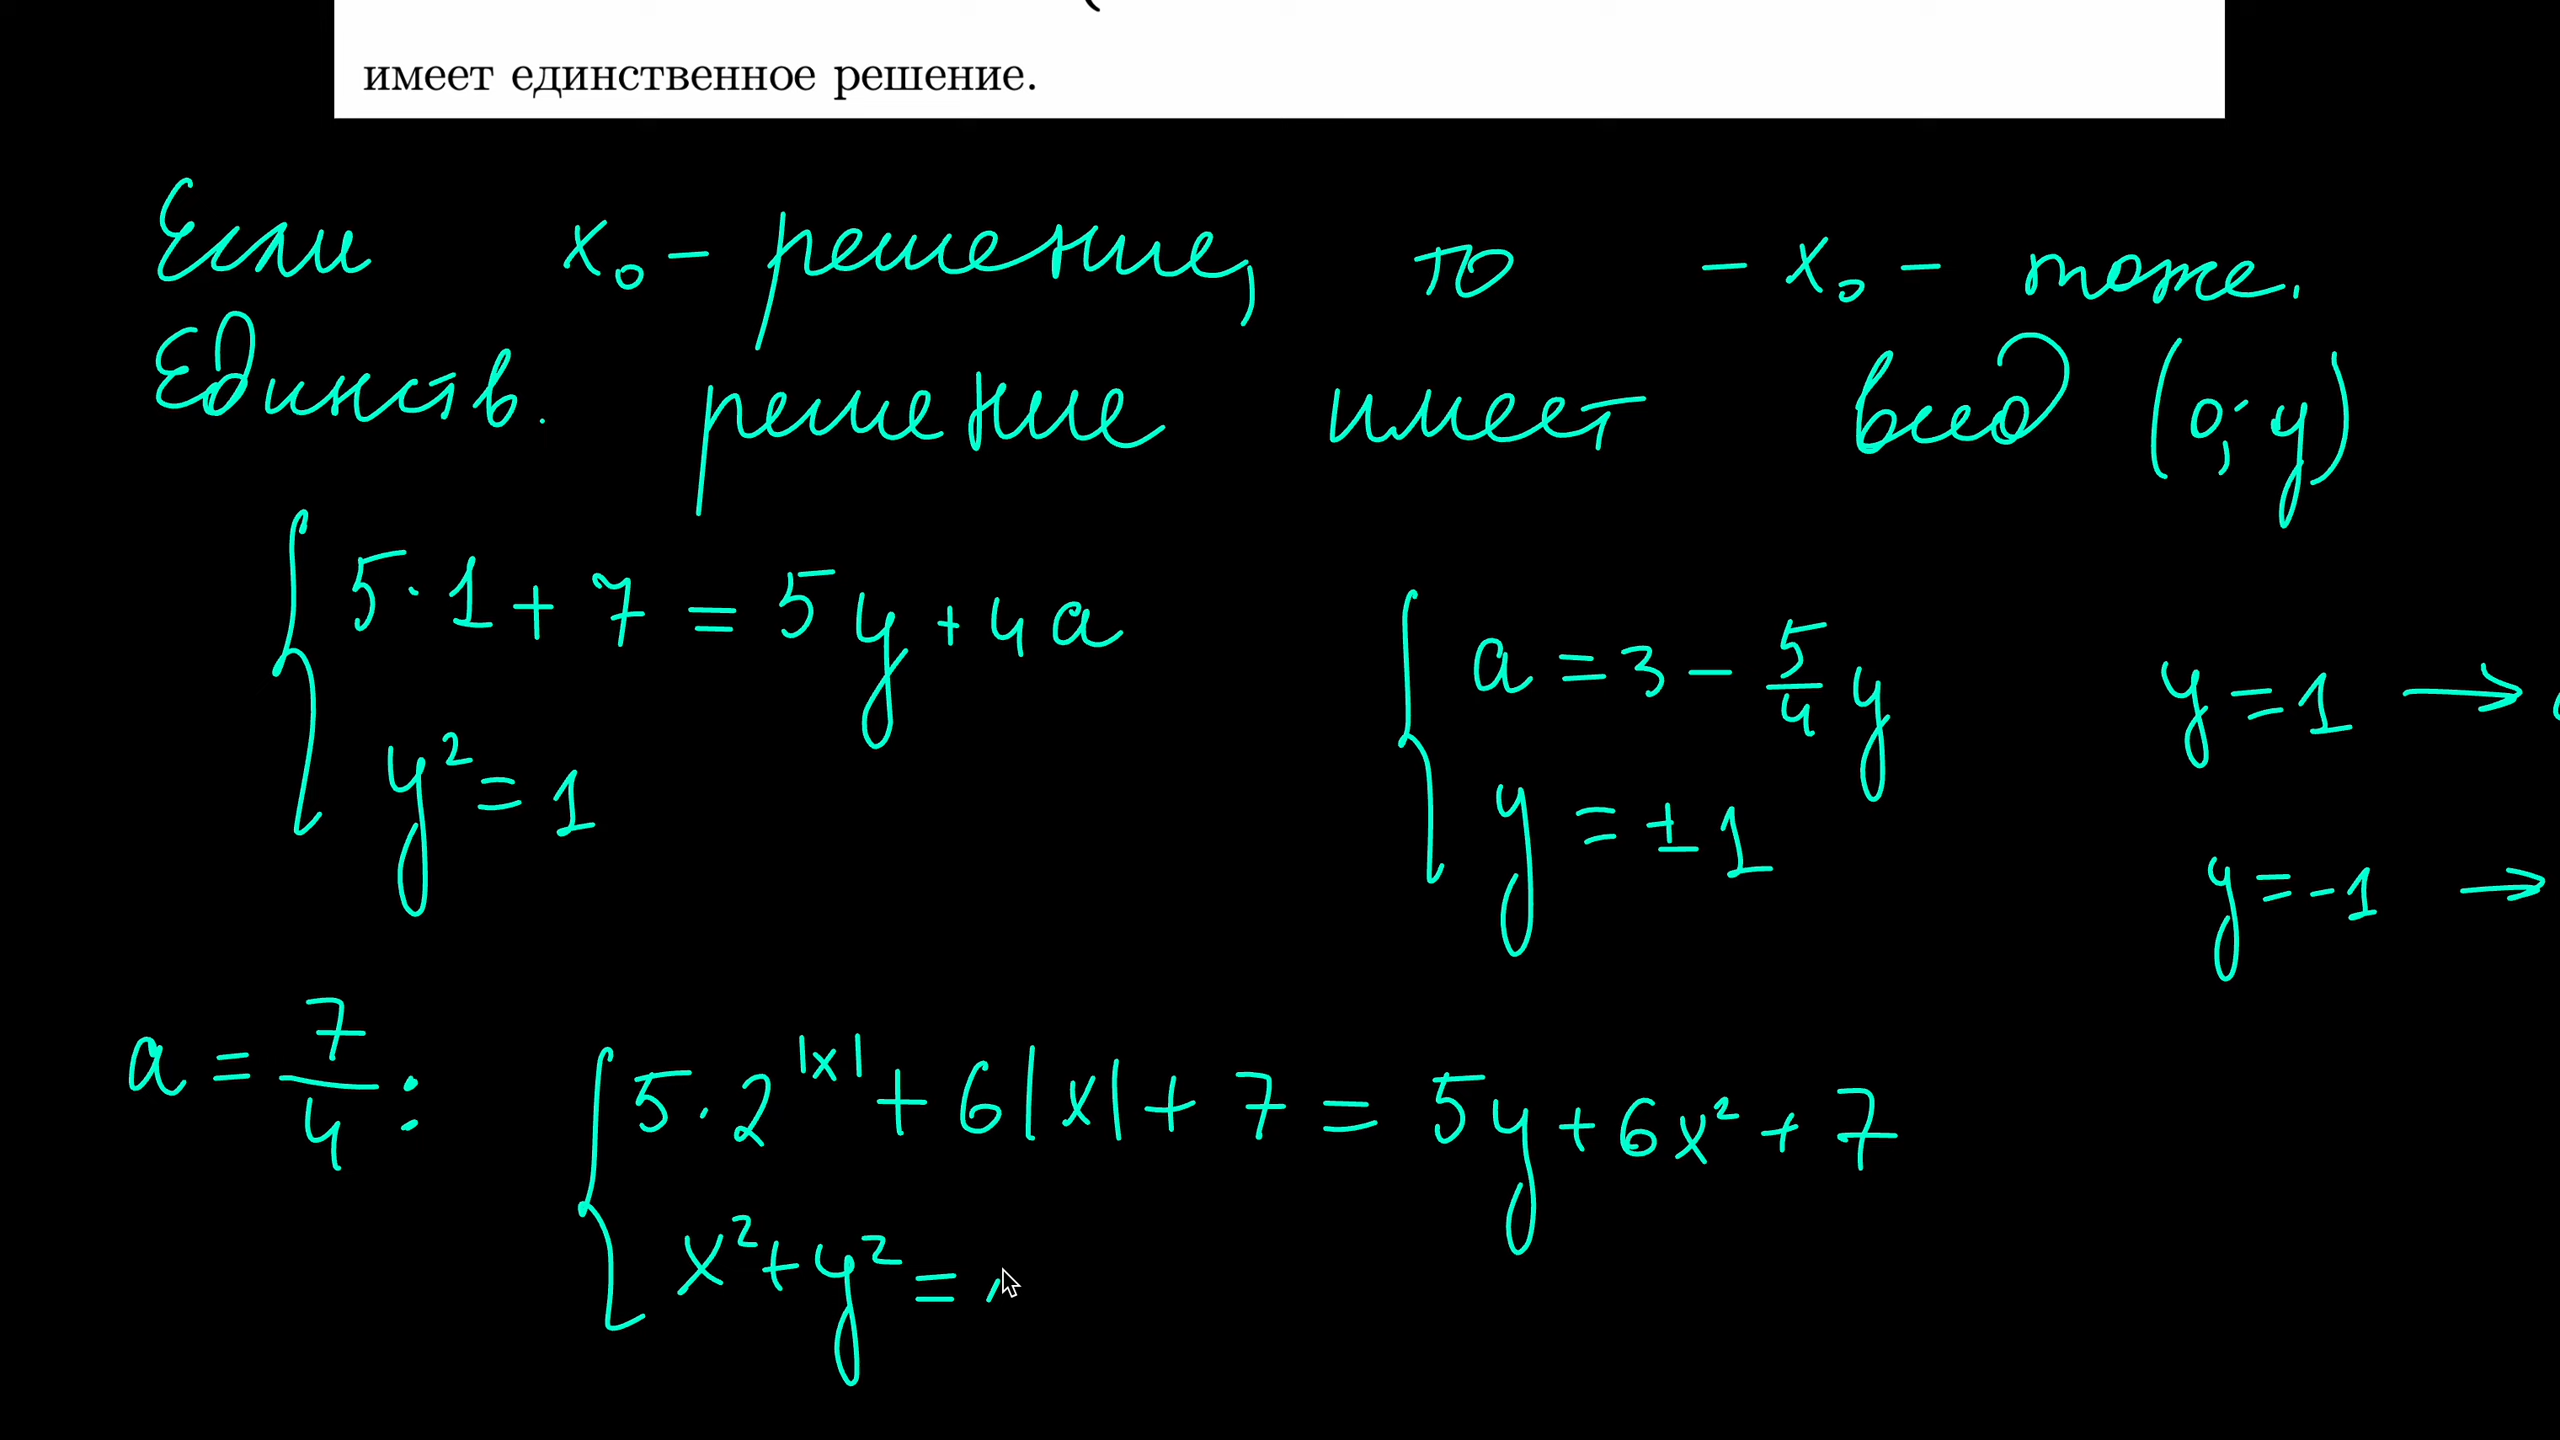 имеет единственное решение.
Если x₀ – решение, то – x₀ – тоже.
Единств. решение имеет вид (0; y)
5·1 + 7 = 5y + 4a
y² = 1
a = 3 – 5/4 y
y = ± 1
y = 1 →
y = -1 →
a = 7/4 :
5·2^|x| + 6|x| + 7 = 5y + 6x² + 7
x² + y² =